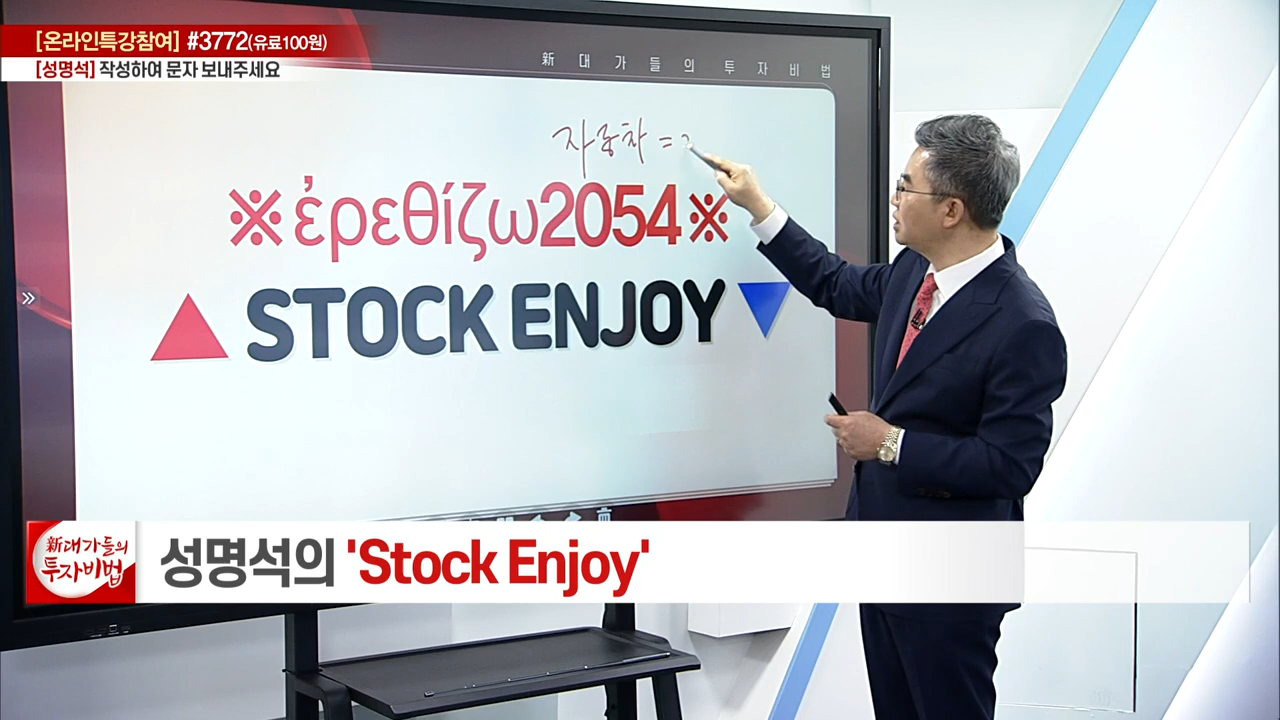 [온라인특강참여] #3772(유료100원)
[성명석] 작성하여 문자 보내주세요
新 대가들의 투자비법
자동차 =
※ἐρεθίζω2054※
▲ STOCK ENJOY ▼
新대가들의
투자비법
성명석의 'Stock Enjoy'